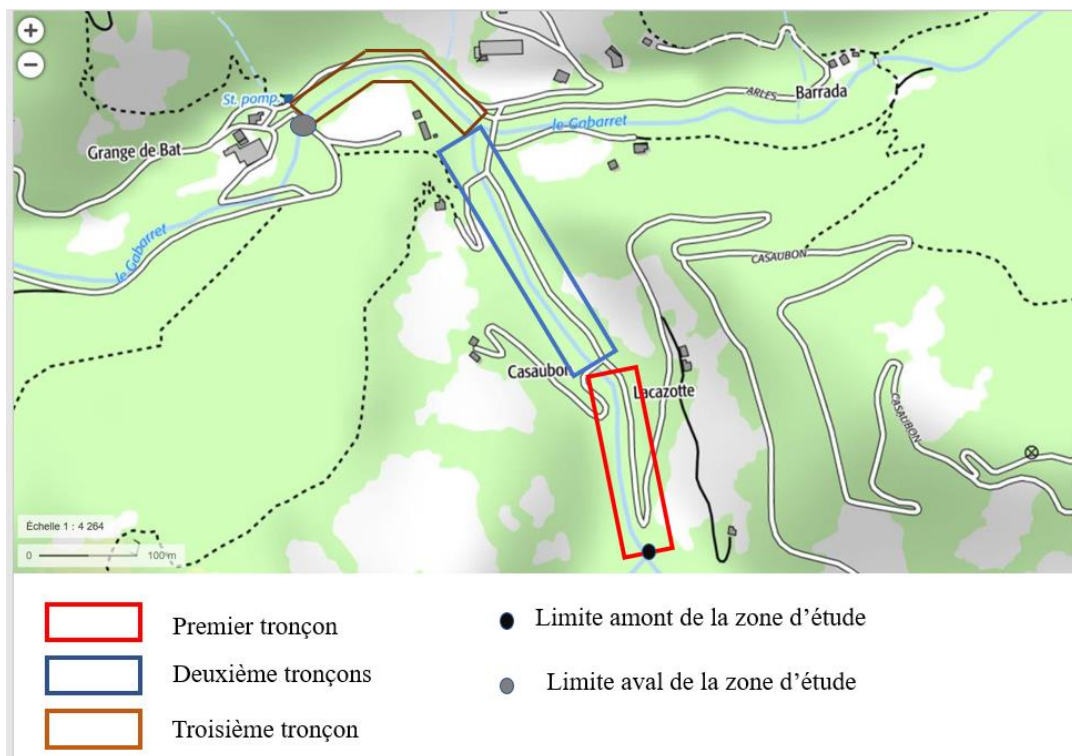 +
−
St. pomp.
Grange de Bat
ARLES
Barrada
le-Gabarret
le-Gabarret
CASAUBON
Casaubon
Lacazotte
CASAUBON
Échelle 1 : 4 264
0 100 m
Premier tronçon
Limite amont de la zone d’étude
Deuxième tronçons
Limite aval de la zone d’étude
Troisième tronçon